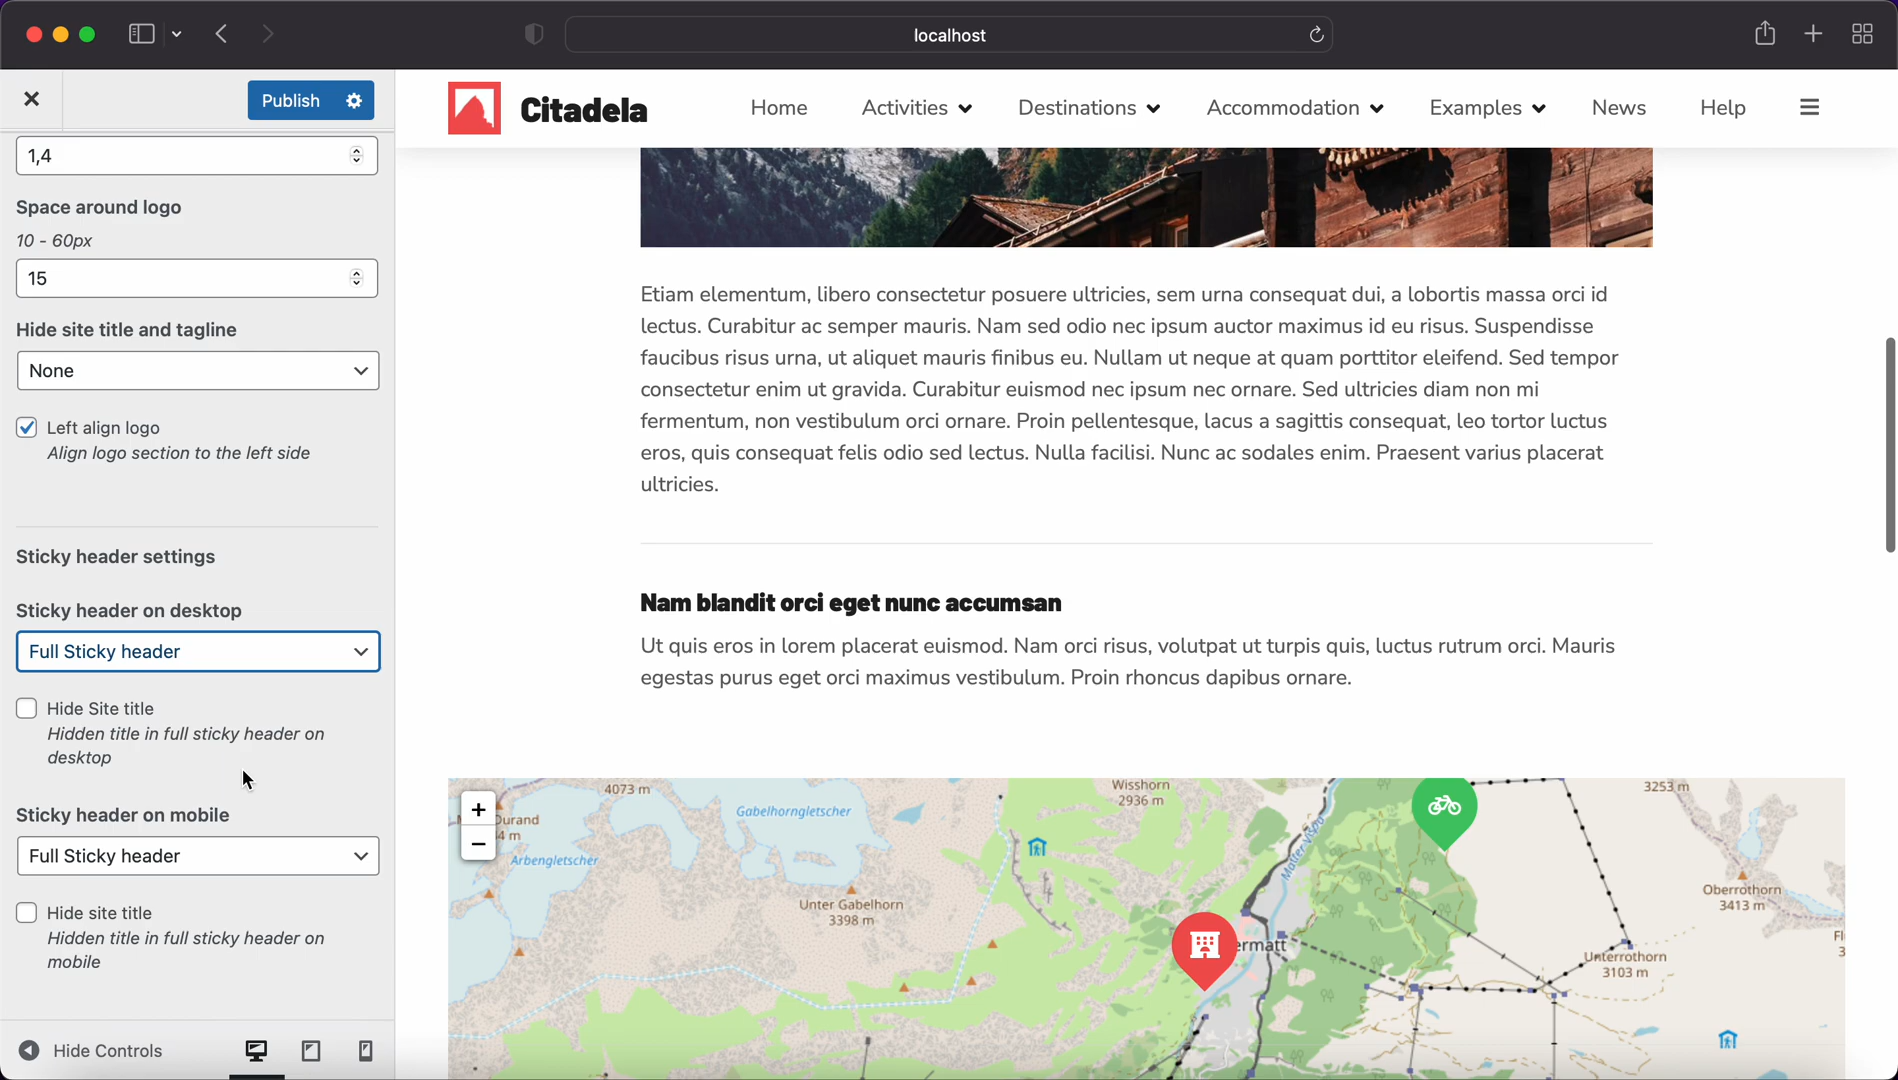 localhost
Publish
Citadela
Home
Activities
Destinations
Accommodation
Examples
News
Help
1,4
Space around logo
10 - 60px
15
Hide site title and tagline
None
Left align logo
Align logo section to the left side
Sticky header settings
Sticky header on desktop
Full Sticky header
Hide Site title
Hidden title in full sticky header on
desktop
Sticky header on mobile
Full Sticky header
Hide site title
Hidden title in full sticky header on
mobile
Hide Controls
Etiam elementum, libero consectetur posuere ultricies, sem urna consequat dui, a lobortis massa orci id
lectus. Curabitur ac semper mauris. Nam sed odio nec ipsum auctor maximus id eu risus. Suspendisse
faucibus risus urna, ut aliquet mauris finibus eu. Nullam ut neque at quam porttitor eleifend. Sed tempor
consectetur enim ut gravida. Curabitur euismod nec ipsum nec ornare. Sed ultricies diam non mi
fermentum, non vestibulum orci ornare. Proin pellentesque, lacus a sagittis consequat, leo tortor luctus
eros, quis consequat felis odio sed lectus. Nulla facilisi. Nunc ac sodales enim. Praesent varius placerat
ultricies.
Nam blandit orci eget nunc accumsan
Ut quis eros in lorem placerat euismod. Nam orci risus, volutpat ut turpis quis, luctus rutrum orci. Mauris
egestas purus eget orci maximus vestibulum. Proin rhoncus dapibus ornare.
+
−
4073 m
Gabelhorngletscher
Wisshorn
2936 m
3253 m
Durand
4 m
Arbengletscher
Matter Vispa
Unter Gabelhorn
3398 m
Oberrothorn
3413 m
ermatt
Unterrothorn
3103 m
Fl
3